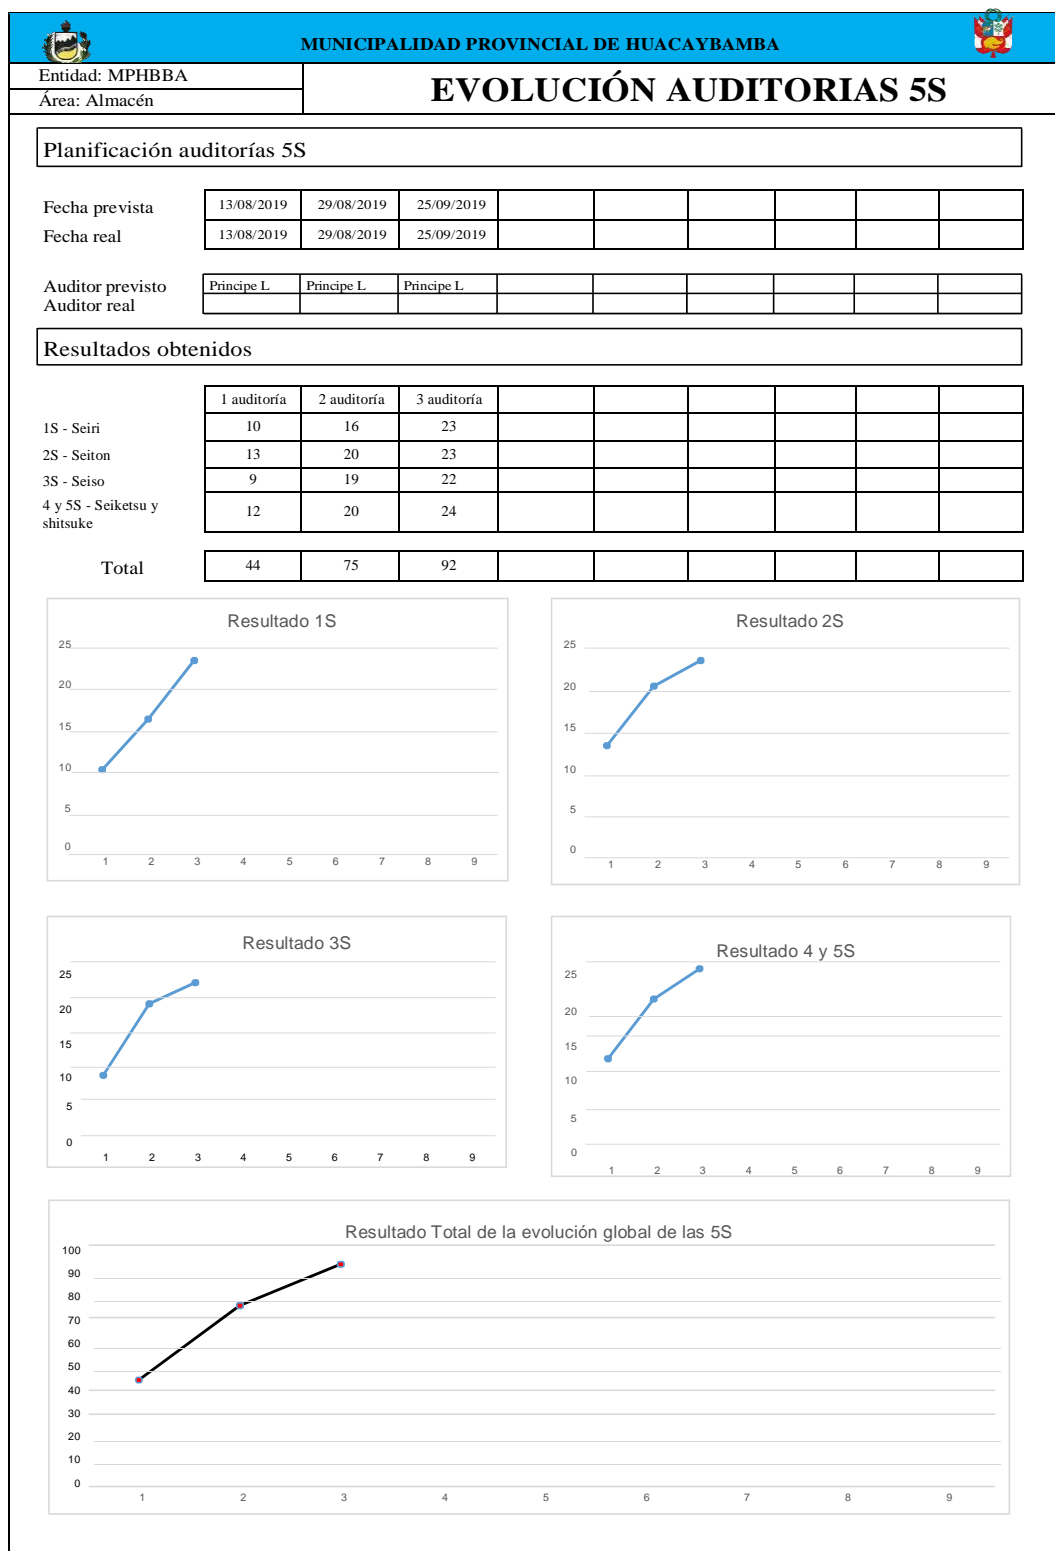 MUNICIPALIDAD PROVINCIAL DE HUACAYBAMBA
Entidad: MPHBBA
Área: Almacén
EVOLUCIÓN AUDITORIAS 5S
Planificación auditorías 5S
Fecha prevista 13/08/2019 29/08/2019 25/09/2019
Fecha real 13/08/2019 29/08/2019 25/09/2019
Auditor previsto Principe L Principe L Principe L
Auditor real
Resultados obtenidos
1 auditoría 2 auditoría 3 auditoría
1S - Seiri 10 16 23
2S - Seiton 13 20 23
3S - Seiso 9 19 22
4 y 5S - Seiketsu y
shitsuke 12 20 24
Total 44 75 92
Resultado 1S
25
20
15
10
5
0
1 2 3 4 5 6 7 8 9
Resultado 2S
25
20
15
10
5
0
1 2 3 4 5 6 7 8 9
Resultado 3S
25
20
15
10
5
0
1 2 3 4 5 6 7 8 9
Resultado 4 y 5S
25
20
15
10
5
0
1 2 3 4 5 6 7 8 9
Resultado Total de la evolución global de las 5S
100
90
80
70
60
50
40
30
20
10
0
1 2 3 4 5 6 7 8 9